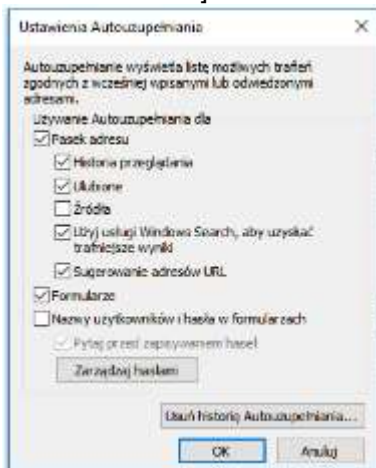 Ustawienia Autouzupełniania
Autouzupełnianie wyświetla listę możliwych trafień
zgodnych z wcześniej wpisanymi lub odwiedzonymi
adresami.
Używanie Autouzupełniania dla
Pasek adresu
Historia przeglądania
Ulubione
Źródła
Użyj usługi Windows Search, aby uzyskać
trafniejsze wyniki
Sugerowanie adresów URL
Formularze
Nazwy użytkowników i hasła w formularzach
Pytaj przed zapisywaniem haseł
Zarządzaj hasłami
Usuń historię Autouzupełniania...
OK
Anuluj